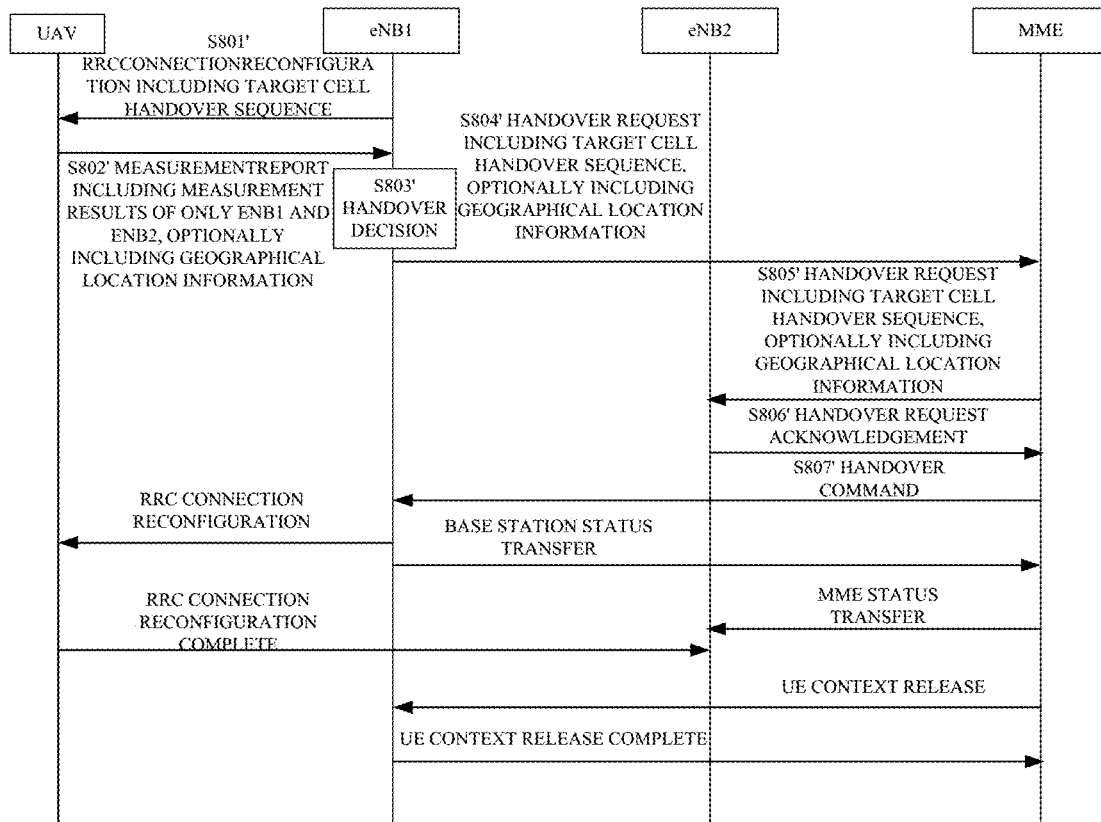 UAV
eNB1
eNB2
MME
S801'
RRCCONNECTIONRECONFIGURA
TION INCLUDING TARGET CELL
HANDOVER SEQUENCE
S802' MEASUREMENTREPORT
INCLUDING MEASUREMENT
RESULTS OF ONLY ENB1 AND
ENB2, OPTIONALLY
INCLUDING GEOGRAPHICAL
LOCATION INFORMATION
S803'
HANDOVER
DECISION
S804' HANDOVER REQUEST
INCLUDING TARGET CELL
HANDOVER SEQUENCE,
OPTIONALLY INCLUDING
GEOGRAPHICAL LOCATION
INFORMATION
S805' HANDOVER REQUEST
INCLUDING TARGET CELL
HANDOVER SEQUENCE,
OPTIONALLY INCLUDING
GEOGRAPHICAL LOCATION
INFORMATION
S806' HANDOVER REQUEST
ACKNOWLEDGEMENT
S807' HANDOVER
COMMAND
RRC CONNECTION
RECONFIGURATION
BASE STATION STATUS
TRANSFER
MME STATUS
TRANSFER
RRC CONNECTION
RECONFIGURATION
COMPLETE
UE CONTEXT RELEASE
UE CONTEXT RELEASE COMPLETE